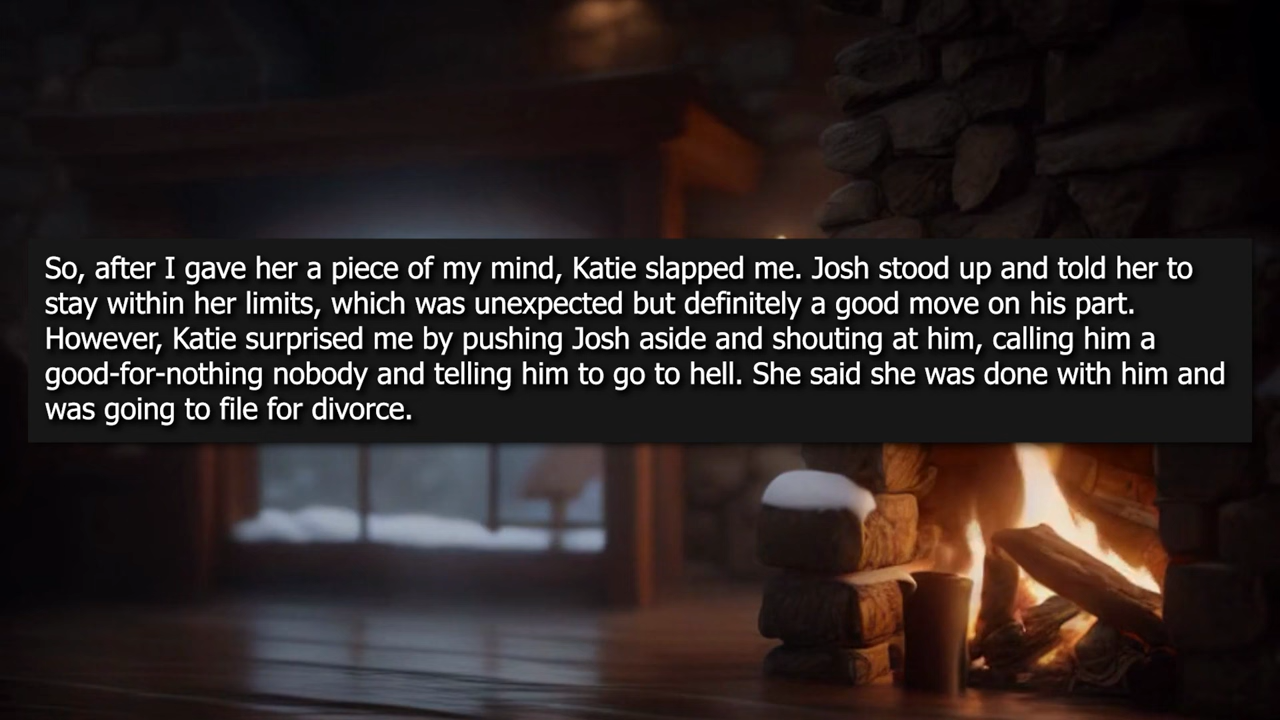 So, after I gave her a piece of my mind, Katie slapped me. Josh stood up and told her to
stay within her limits, which was unexpected but definitely a good move on his part.
However, Katie surprised me by pushing Josh aside and shouting at him, calling him a
good-for-nothing nobody and telling him to go to hell. She said she was done with him and
was going to file for divorce.